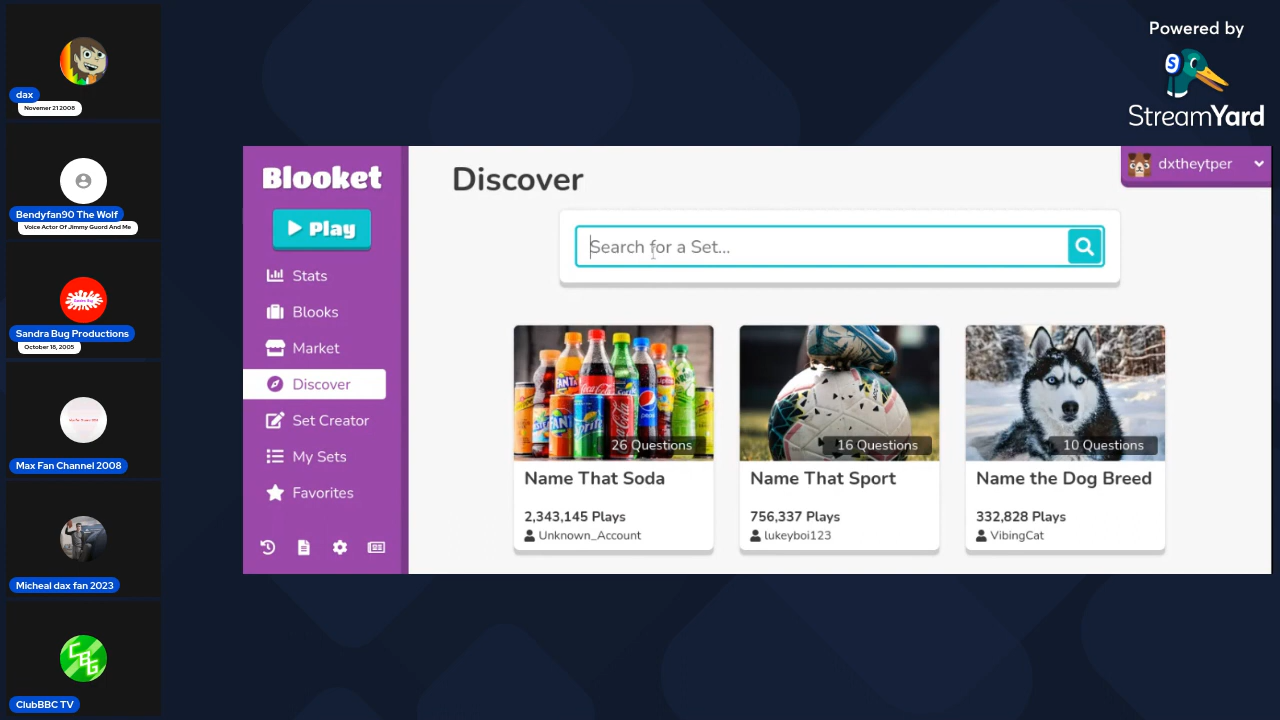 dax
Novemer 21 2008
Bendyfan90 The Wolf
Voice Actor Of Jimmy Guard And Me
Sandra Bug Productions
October 16, 2005
Max Fan Channel 2008
Micheal dax fan 2023
CBG
ClubBBC TV
Powered by
S
StreamYard
Blooket
Play
Stats
Blooks
Market
Discover
Set Creator
My Sets
Favorites
Discover
dxtheytper
Search for a Set...
26 Questions
Name That Soda
2,343,145 Plays
Unknown_Account
16 Questions
Name That Sport
756,337 Plays
lukeyboi123
10 Questions
Name the Dog Breed
332,828 Plays
VibingCat